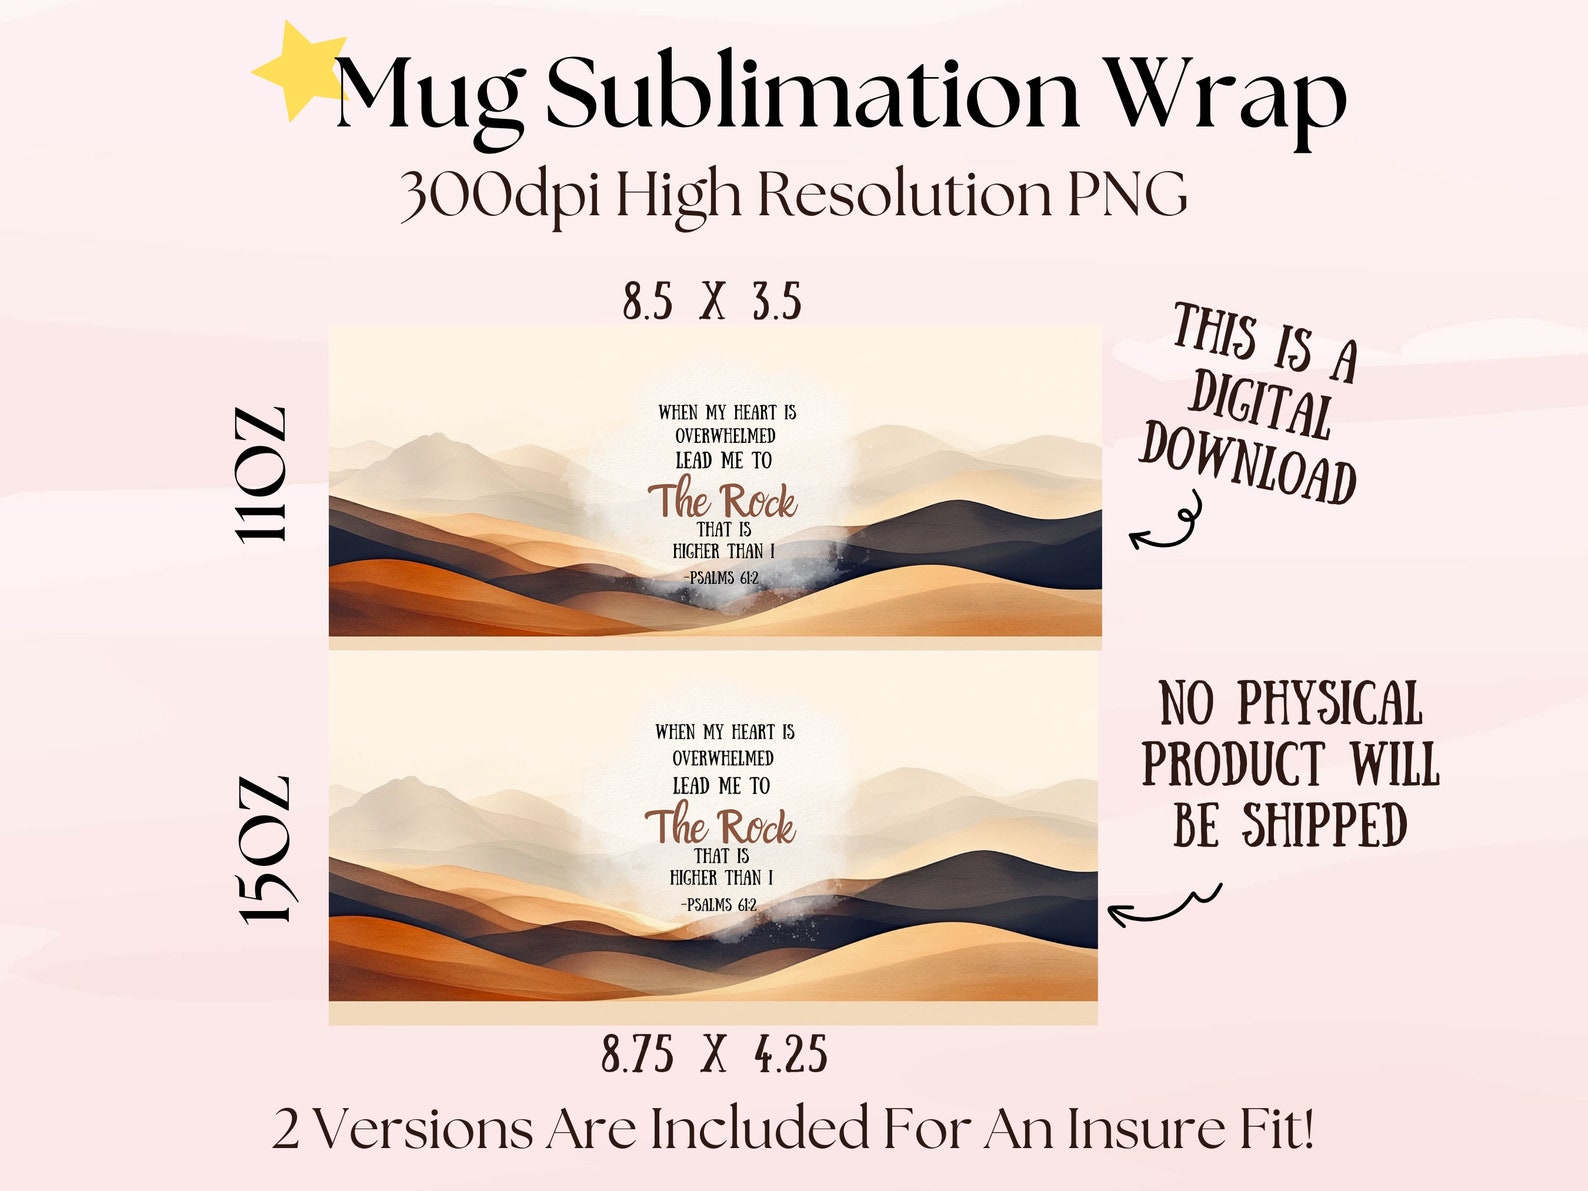 Mug Sublimation Wrap
300dpi High Resolution PNG
8.5 X 3.5
11OZ
WHEN MY HEART IS
OVERWHELMED
LEAD ME TO
The Rock
THAT IS
HIGHER THAN I
-PSALMS 61:2
THIS IS A
DIGITAL
DOWNLOAD
15OZ
WHEN MY HEART IS
OVERWHELMED
LEAD ME TO
The Rock
THAT IS
HIGHER THAN I
-PSALMS 61:2
NO PHYSICAL
PRODUCT WILL
BE SHIPPED
8.75 X 4.25
2 Versions Are Included For An Insure Fit!